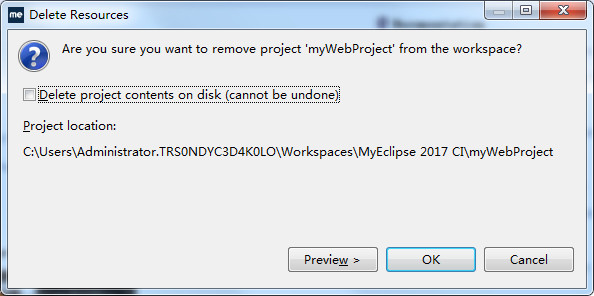 me Delete Resources
Are you sure you want to remove project 'myWebProject' from the workspace?
Delete project contents on disk (cannot be undone)
Project location:
C:\Users\Administrator.TRS0NDYC3D4K0LO\Workspaces\MyEclipse 2017 CI\myWebProject
Preview > OK Cancel